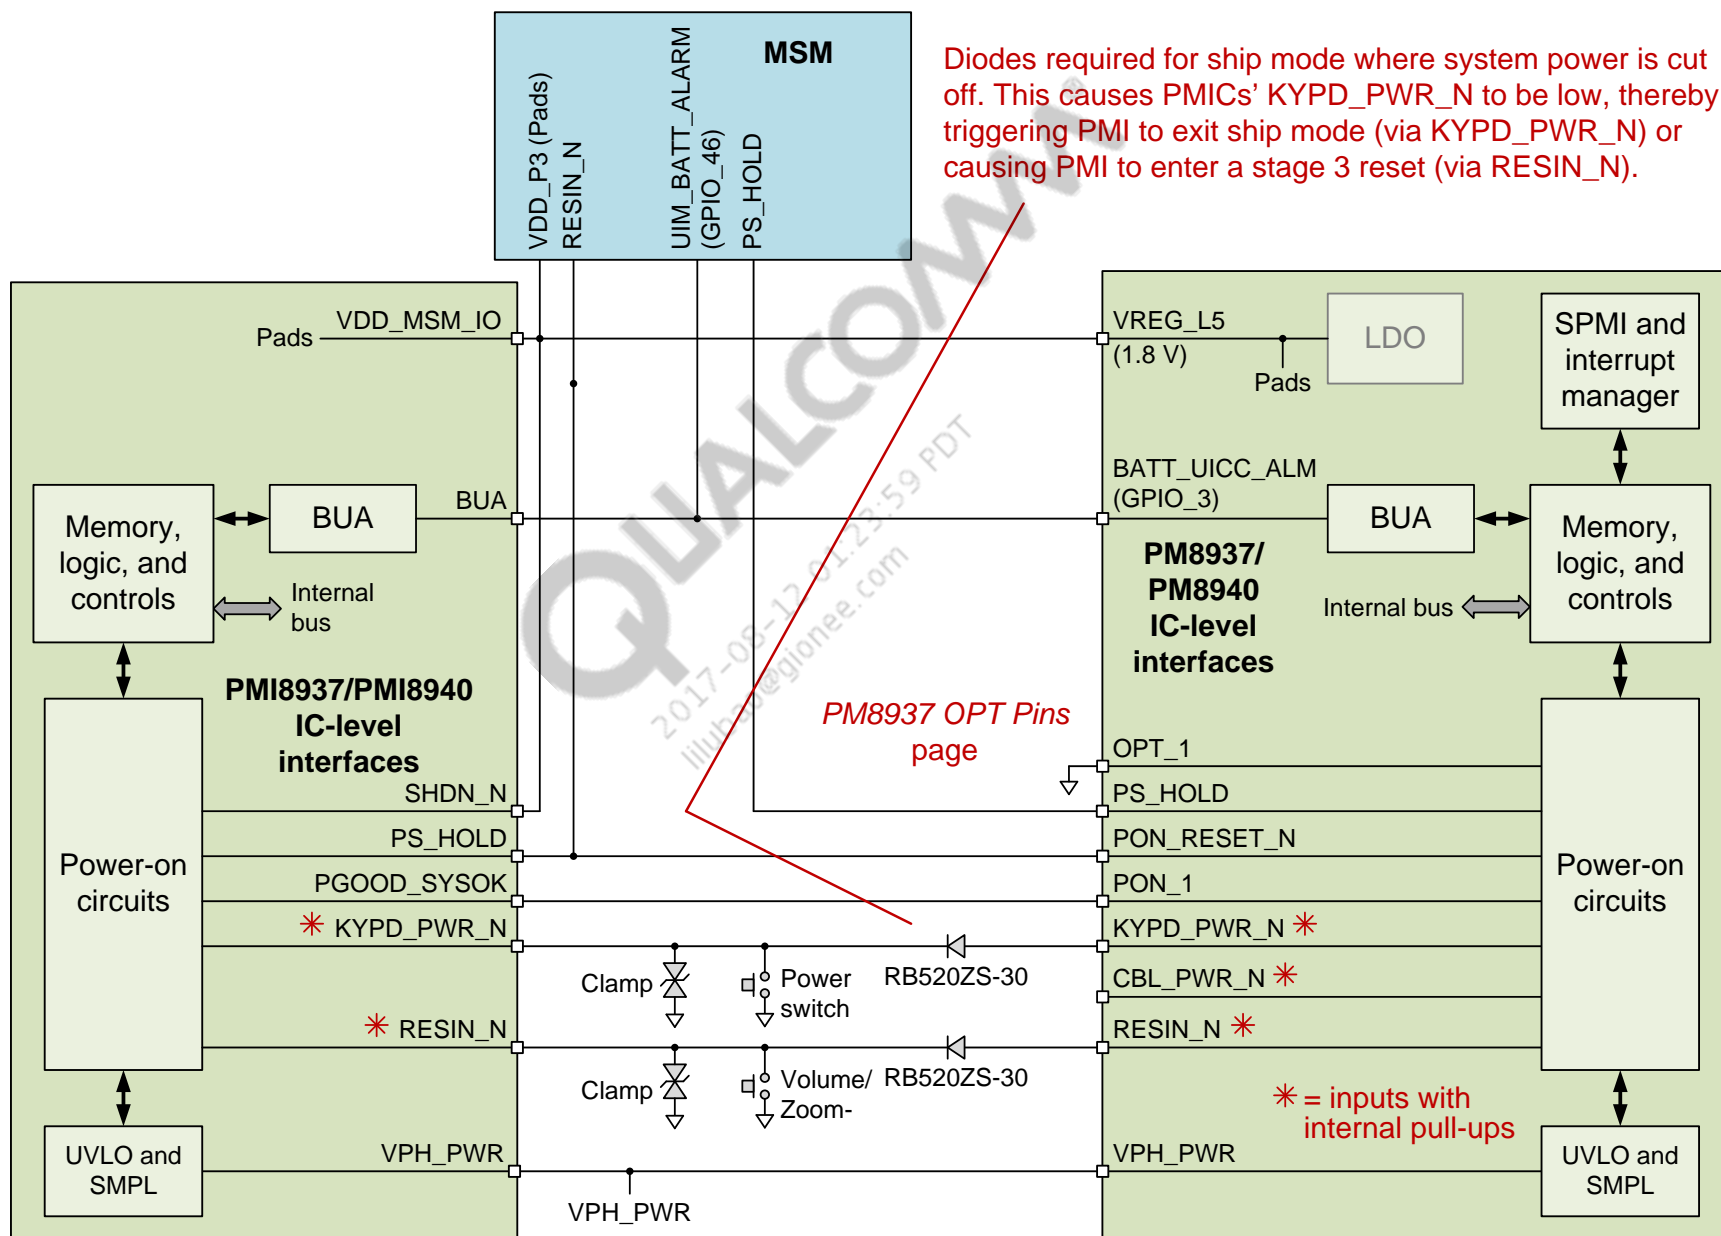 MSM
VDD_P3 (Pads)
RESIN_N
UIM_BATT_ALARM
(GPIO_46)
PS_HOLD
Diodes required for ship mode where system power is cut
off. This causes PMICs' KYPD_PWR_N to be low, thereby
triggering PMI to exit ship mode (via KYPD_PWR_N) or
causing PMI to enter a stage 3 reset (via RESIN_N).
QUALCOMM®
2017-08-12 01:23:59 PDT
Pads
VDD_MSM_IO
BUA
BUA
Memory,
logic, and
controls
Internal
bus
PMI8937/PMI8940
IC-level
interfaces
Power-on
circuits
SHDN_N
PS_HOLD
PGOOD_SYSOK
* KYPD_PWR_N
* RESIN_N
UVLO and
SMPL
VPH_PWR
VPH_PWR
Clamp
Power
switch
RB520ZS-30
Clamp
Volume/
Zoom-
RB520ZS-30
PM8937 OPT Pins
page
VREG_L5
(1.8 V)
Pads
LDO
SPMI and
interrupt
manager
BATT_UICC_ALM
(GPIO_3)
BUA
Memory,
logic, and
controls
PM8937/
PM8940
IC-level
interfaces
Internal bus
OPT_1
PS_HOLD
PON_RESET_N
PON_1
KYPD_PWR_N *
CBL_PWR_N *
RESIN_N *
Power-on
circuits
* = inputs with
internal pull-ups
VPH_PWR
UVLO and
SMPL